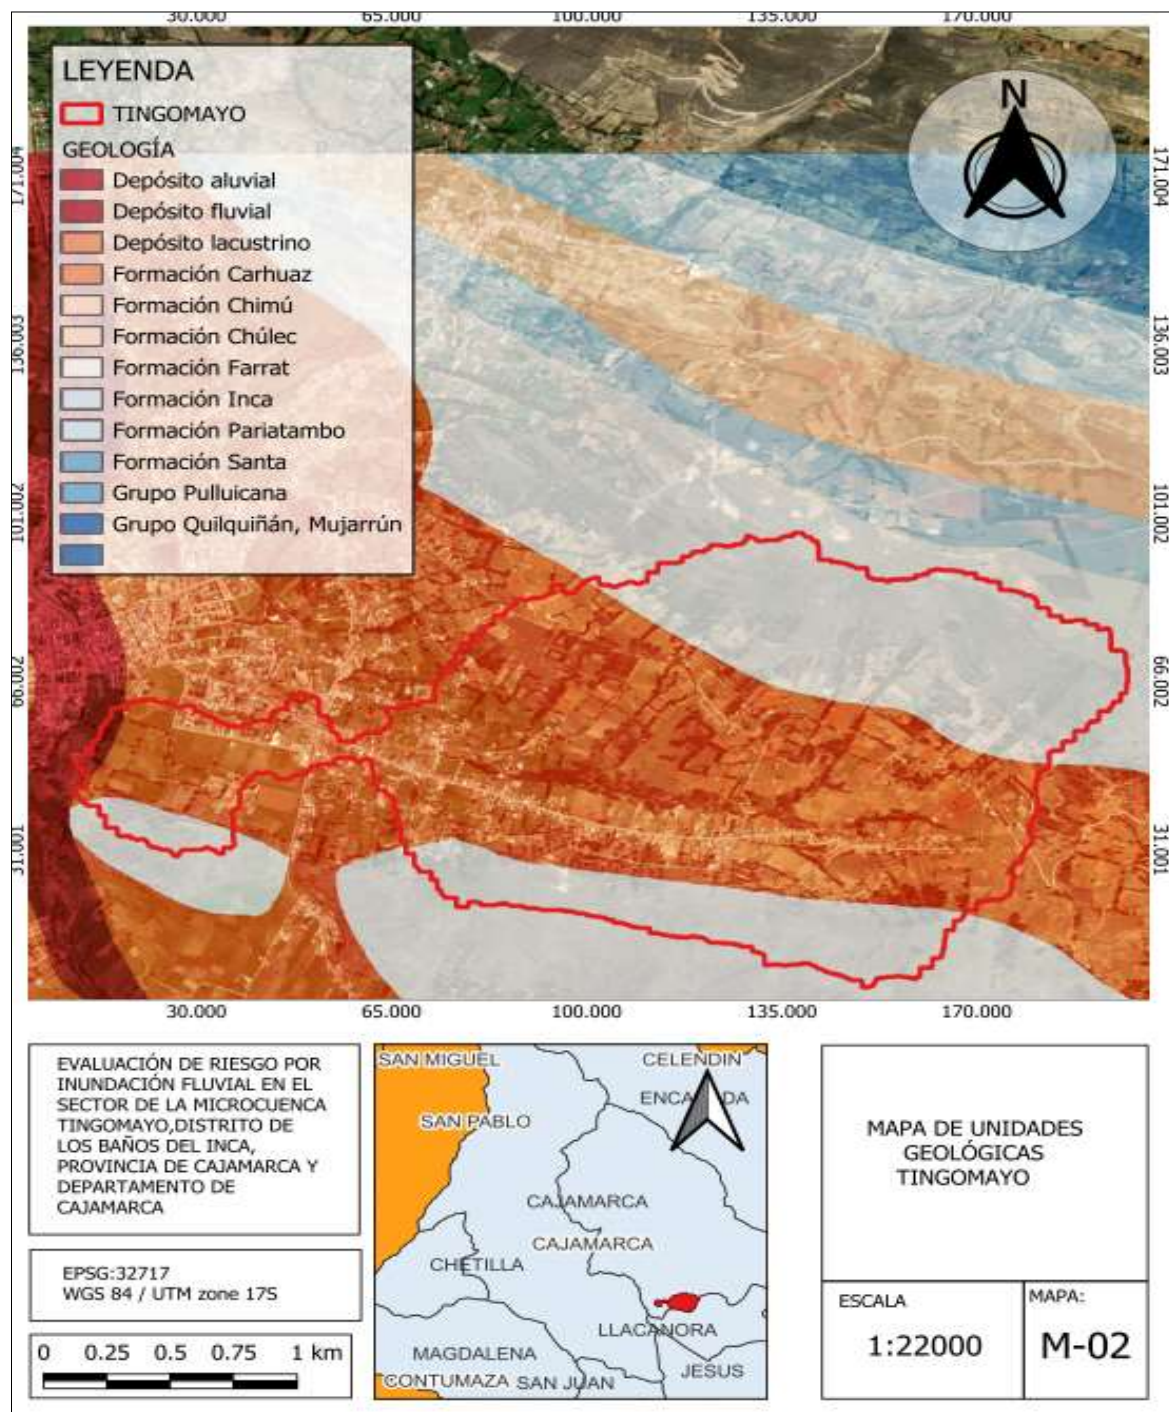 30.000 65.000 100.000 135.000 170.000
LEYENDA
TINGOMAYO
GEOLOGÍA
Depósito aluvial
Depósito fluvial
Depósito lacustrino
Formación Carhuaz
Formación Chimú
Formación Chúlec
Formación Farrat
Formación Inca
Formación Pariatambo
Formación Santa
Grupo Pulluicana
Grupo Quilquiñán, Mujarrún
N
171.004
136.003
101.002
66.002
31.001
171.004
136.003
101.002
66.002
31.001
30.000 65.000 100.000 135.000 170.000
EVALUACIÓN DE RIESGO POR
INUNDACIÓN FLUVIAL EN EL
SECTOR DE LA MICROCUENCA
TINGOMAYO,DISTRITO DE
LOS BAÑOS DEL INCA,
PROVINCIA DE CAJAMARCA Y
DEPARTAMENTO DE
CAJAMARCA
EPSG:32717
WGS 84 / UTM zone 17S
0 0.25 0.5 0.75 1 km
SAN MIGUEL
CELENDIN
SAN PABLO
CAJAMARCA
CAJAMARCA
CHETILLA
LLACANORA
MAGDALENA
JESUS
CONTUMAZA
SAN JUAN
MAPA DE UNIDADES
GEOLÓGICAS
TINGOMAYO
ESCALA
1:22000
MAPA:
M-02